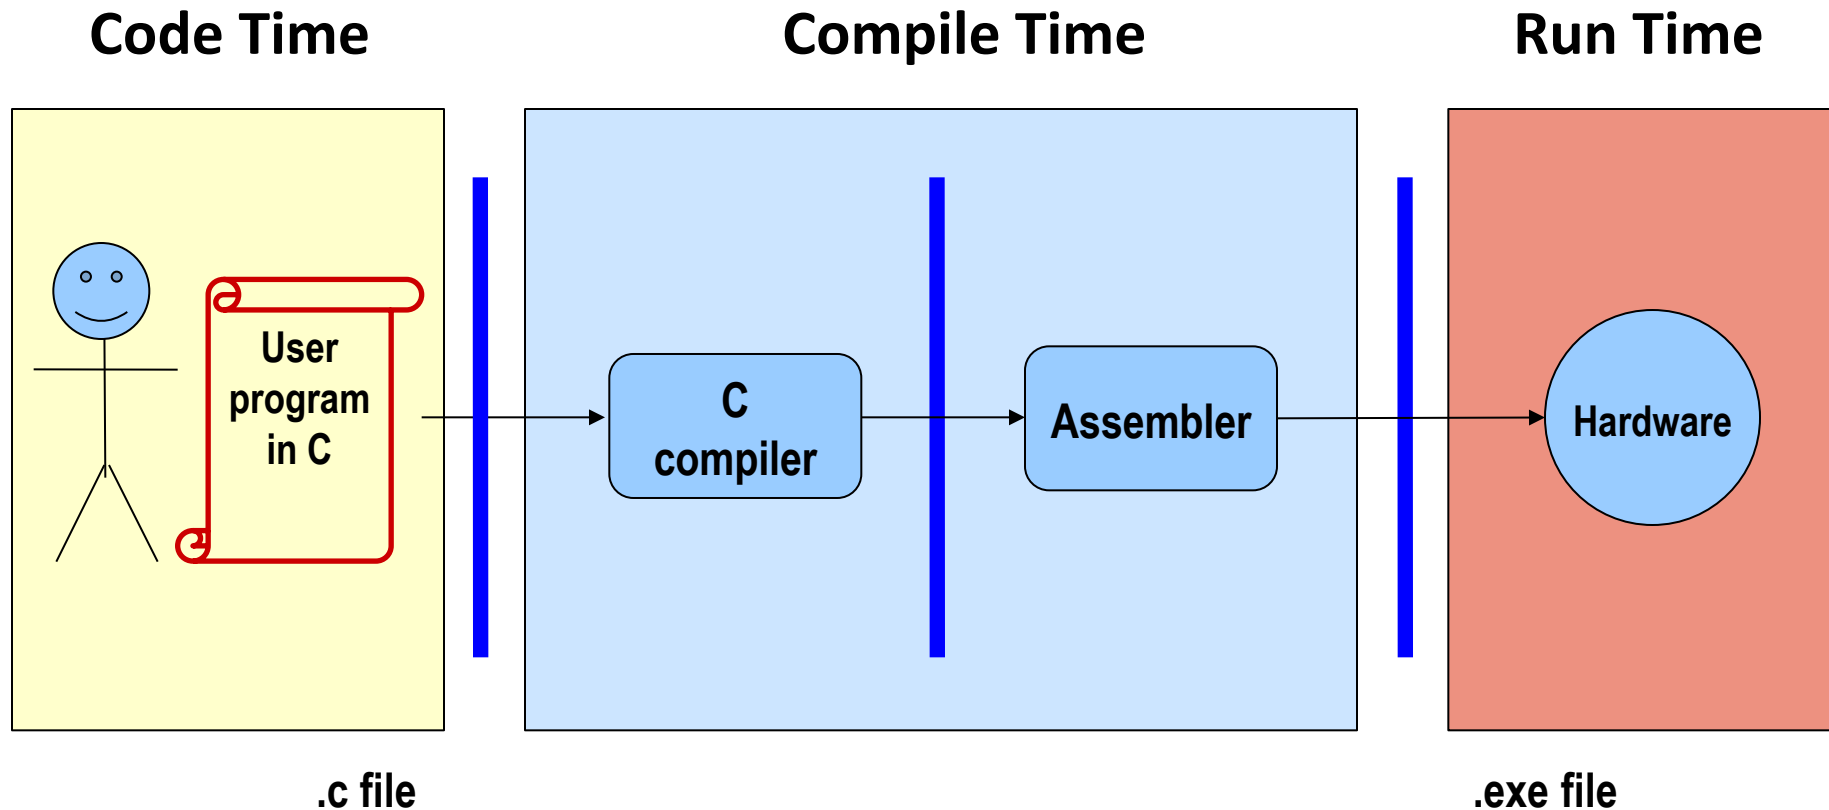 Code Time
Compile Time
Run Time
User
program
in C
C
compiler
Assembler
Hardware
.c file
.exe file